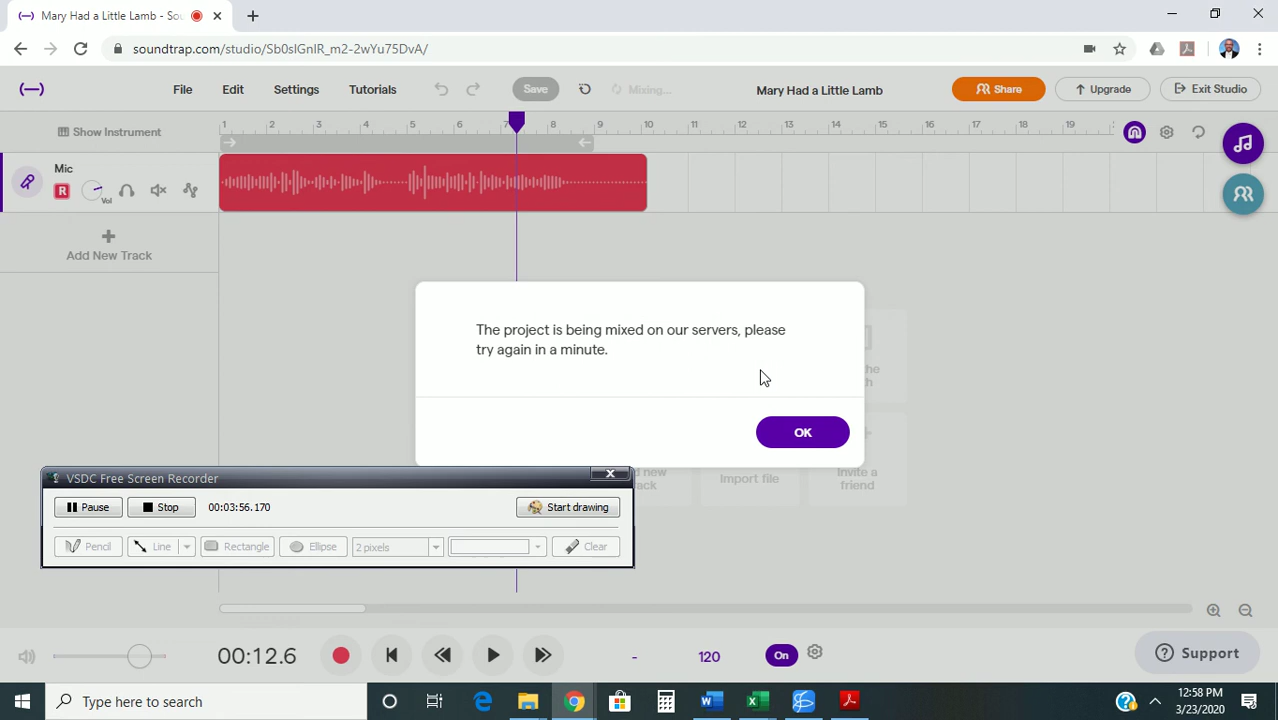 Mary Had a Little Lamb - So
soundtrap.com/studio/Sb0slGnlR_m2-2wYu75DvA/
File Edit Settings Tutorials Save Mixing... Mary Had a Little Lamb Share Upgrade Exit Studio
Show Instrument
1 2 3 4 5 6 7 8 9 10 11 12 13 14 15 16 17 18 19
Mic
R
Vol
Add New Track
The project is being mixed on our servers, please
try again in a minute.
OK
Import file
Invite a
friend
VSDC Free Screen Recorder
Pause Stop 00:03:56.170 Start drawing
Pencil Line Rectangle Ellipse 2 pixels Clear
00:12.6 - 120 On Support
Type here to search
12:58 PM
3/23/2020